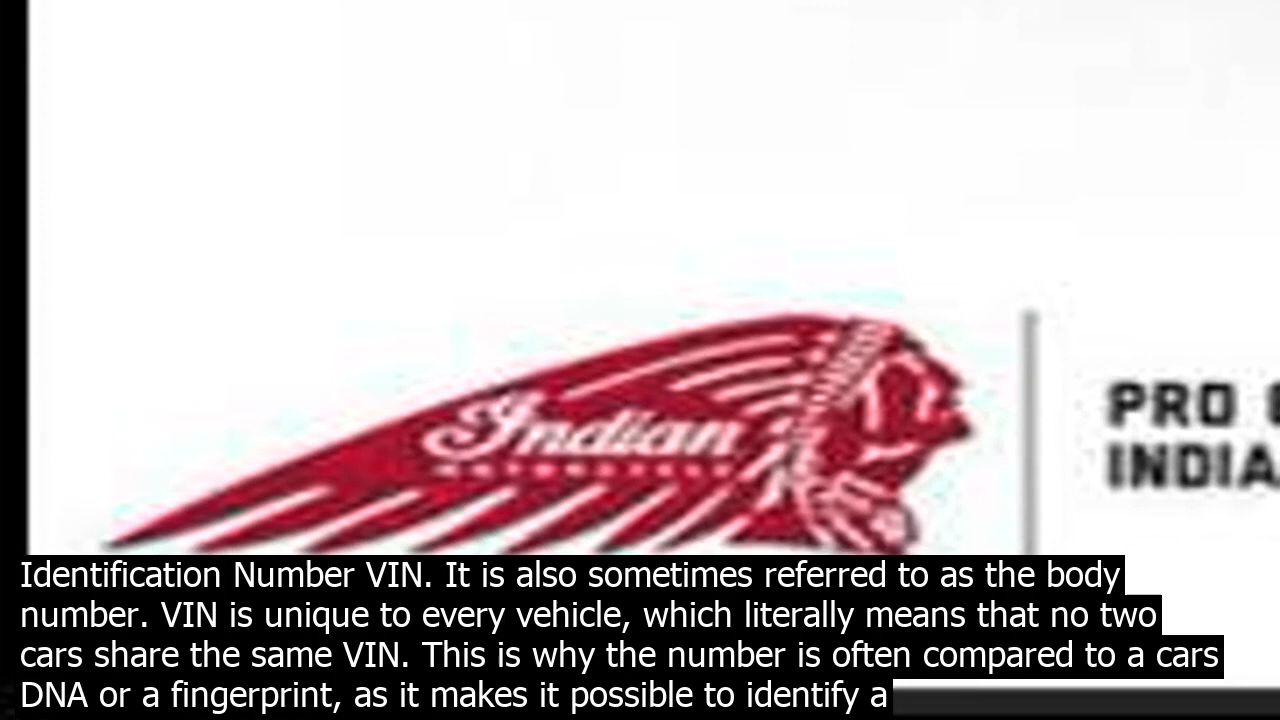 Indian
MOTORCYCLE
PRO
INDIA
Identification Number VIN. It is also sometimes referred to as the body
number. VIN is unique to every vehicle, which literally means that no two
cars share the same VIN. This is why the number is often compared to a cars
DNA or a fingerprint, as it makes it possible to identify a